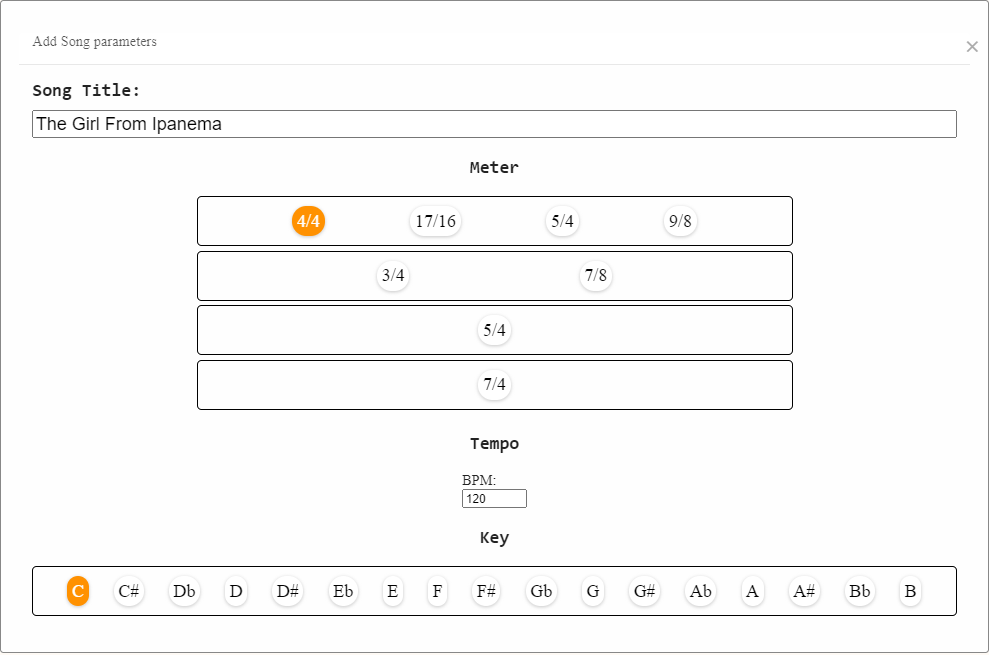 Add Song parameters
×
Song Title:
The Girl From Ipanema
Meter
4/4 17/16 5/4 9/8
3/4 7/8
5/4
7/4
Tempo
BPM:
120
Key
C C# Db D D# Eb E F F# Gb G G# Ab A A# Bb B